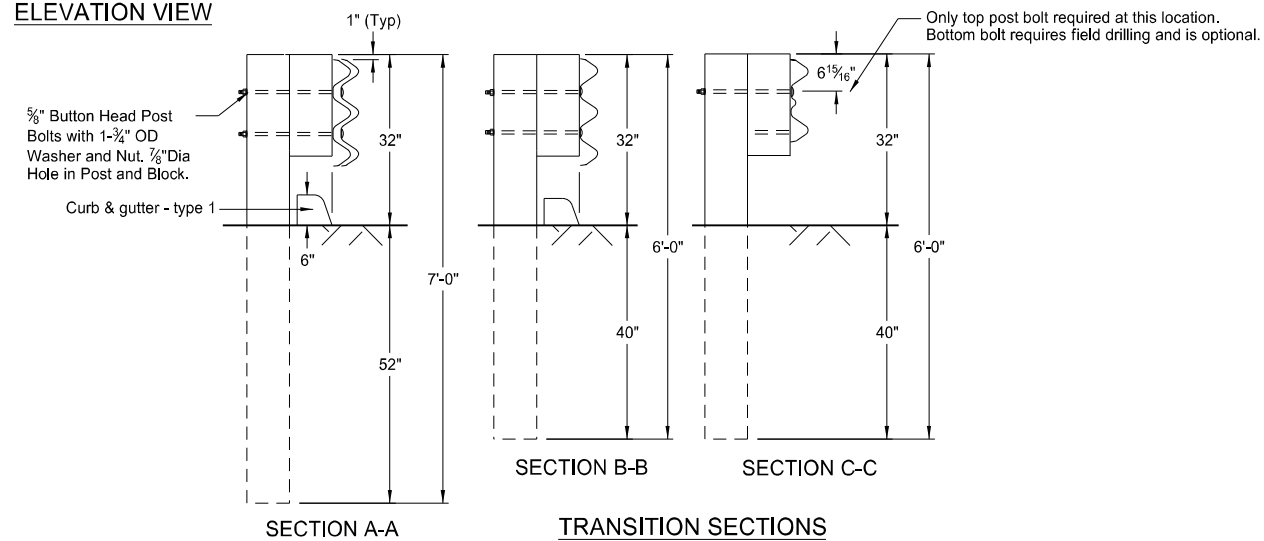 ELEVATION VIEW
1" (Typ)
Only top post bolt required at this location.
Bottom bolt requires field drilling and is optional.
6 15/16"
⅝" Button Head Post
Bolts with 1-¾" OD
Washer and Nut. ⅞"Dia
Hole in Post and Block.
32"
32"
32"
Curb & gutter - type 1
6"
6'-0"
6'-0"
7'-0"
40"
40"
52"
SECTION B-B
SECTION C-C
SECTION A-A
TRANSITION SECTIONS